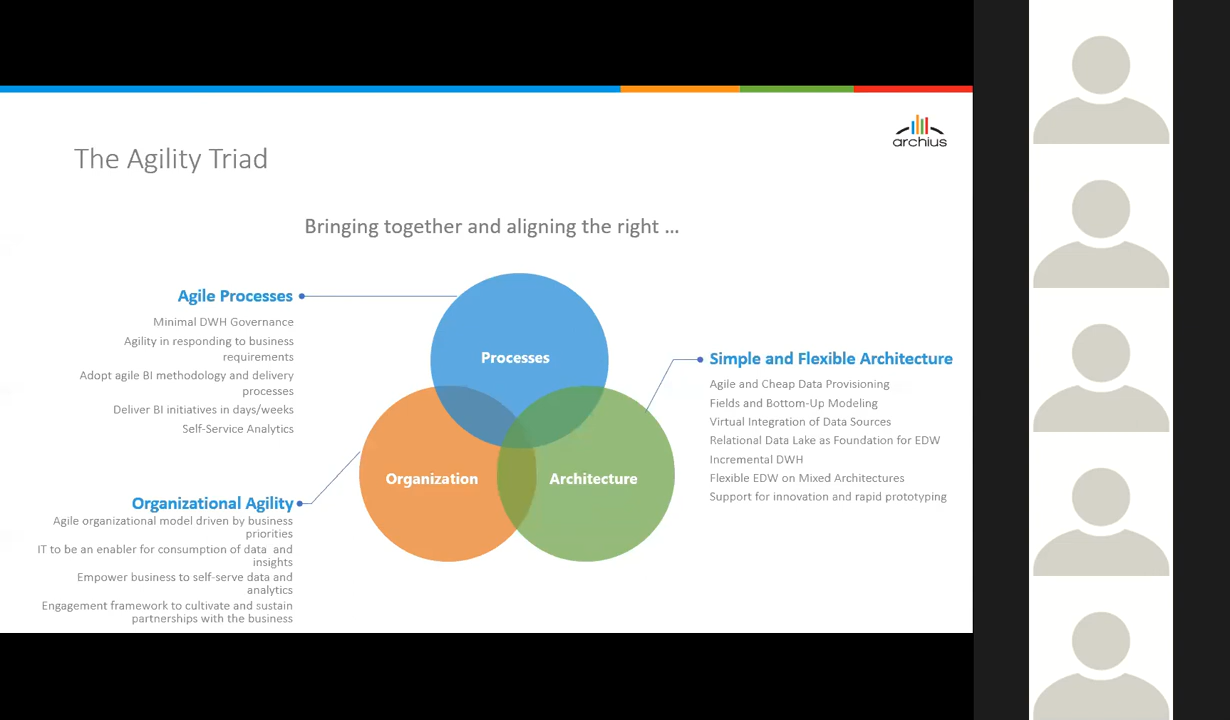 archius
The Agility Triad
Bringing together and aligning the right ...
Agile Processes
Minimal DWH Governance
Agility in responding to business
requirements
Adopt agile BI methodology and delivery
processes
Deliver BI initiatives in days/weeks
Self-Service Analytics
Processes
Organization
Architecture
Simple and Flexible Architecture
Agile and Cheap Data Provisioning
Fields and Bottom-Up Modeling
Virtual Integration of Data Sources
Relational Data Lake as Foundation for EDW
Incremental DWH
Flexible EDW on Mixed Architectures
Support for innovation and rapid prototyping
Organizational Agility
Agile organizational model driven by business
priorities
IT to be an enabler for consumption of data and
insights
Empower business to self-serve data and
analytics
Engagement framework to cultivate and sustain
partnerships with the business